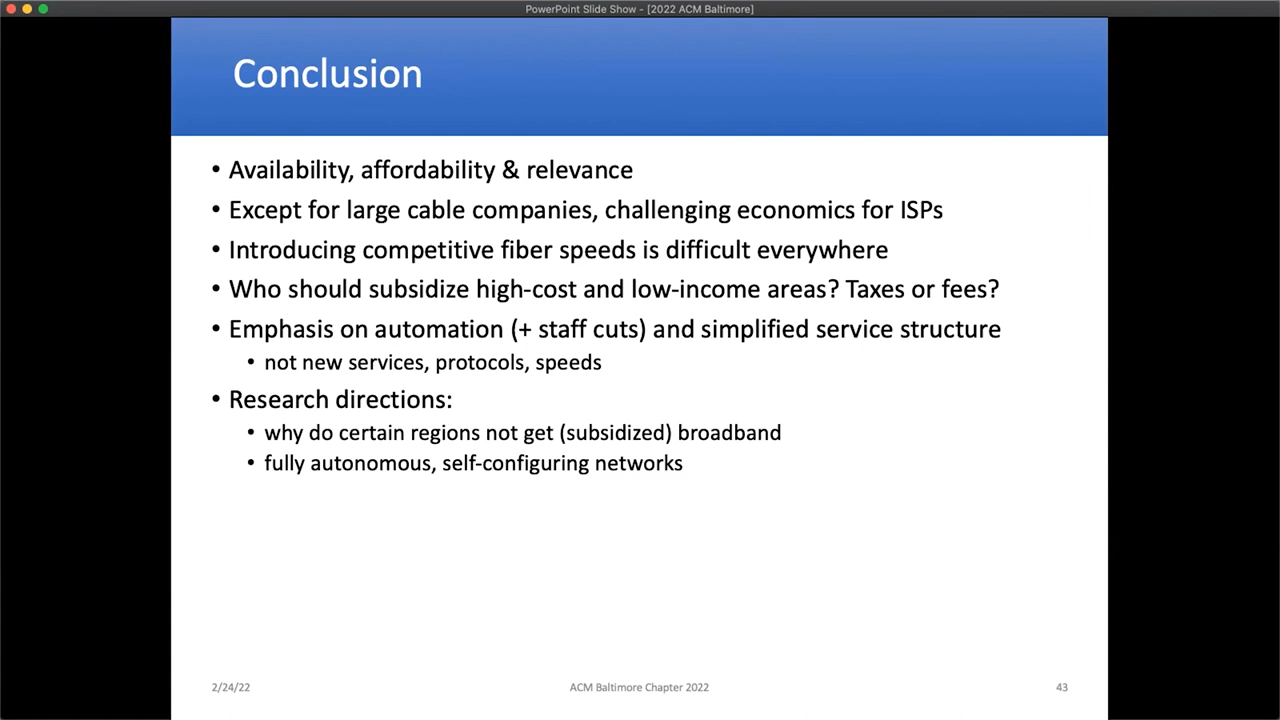 PowerPoint Slide Show - [2022 ACM Baltimore]
Conclusion
• Availability, affordability & relevance
• Except for large cable companies, challenging economics for ISPs
• Introducing competitive fiber speeds is difficult everywhere
• Who should subsidize high-cost and low-income areas? Taxes or fees?
• Emphasis on automation (+ staff cuts) and simplified service structure
• not new services, protocols, speeds
• Research directions:
• why do certain regions not get (subsidized) broadband
• fully autonomous, self-configuring networks
2/24/22
ACM Baltimore Chapter 2022
43